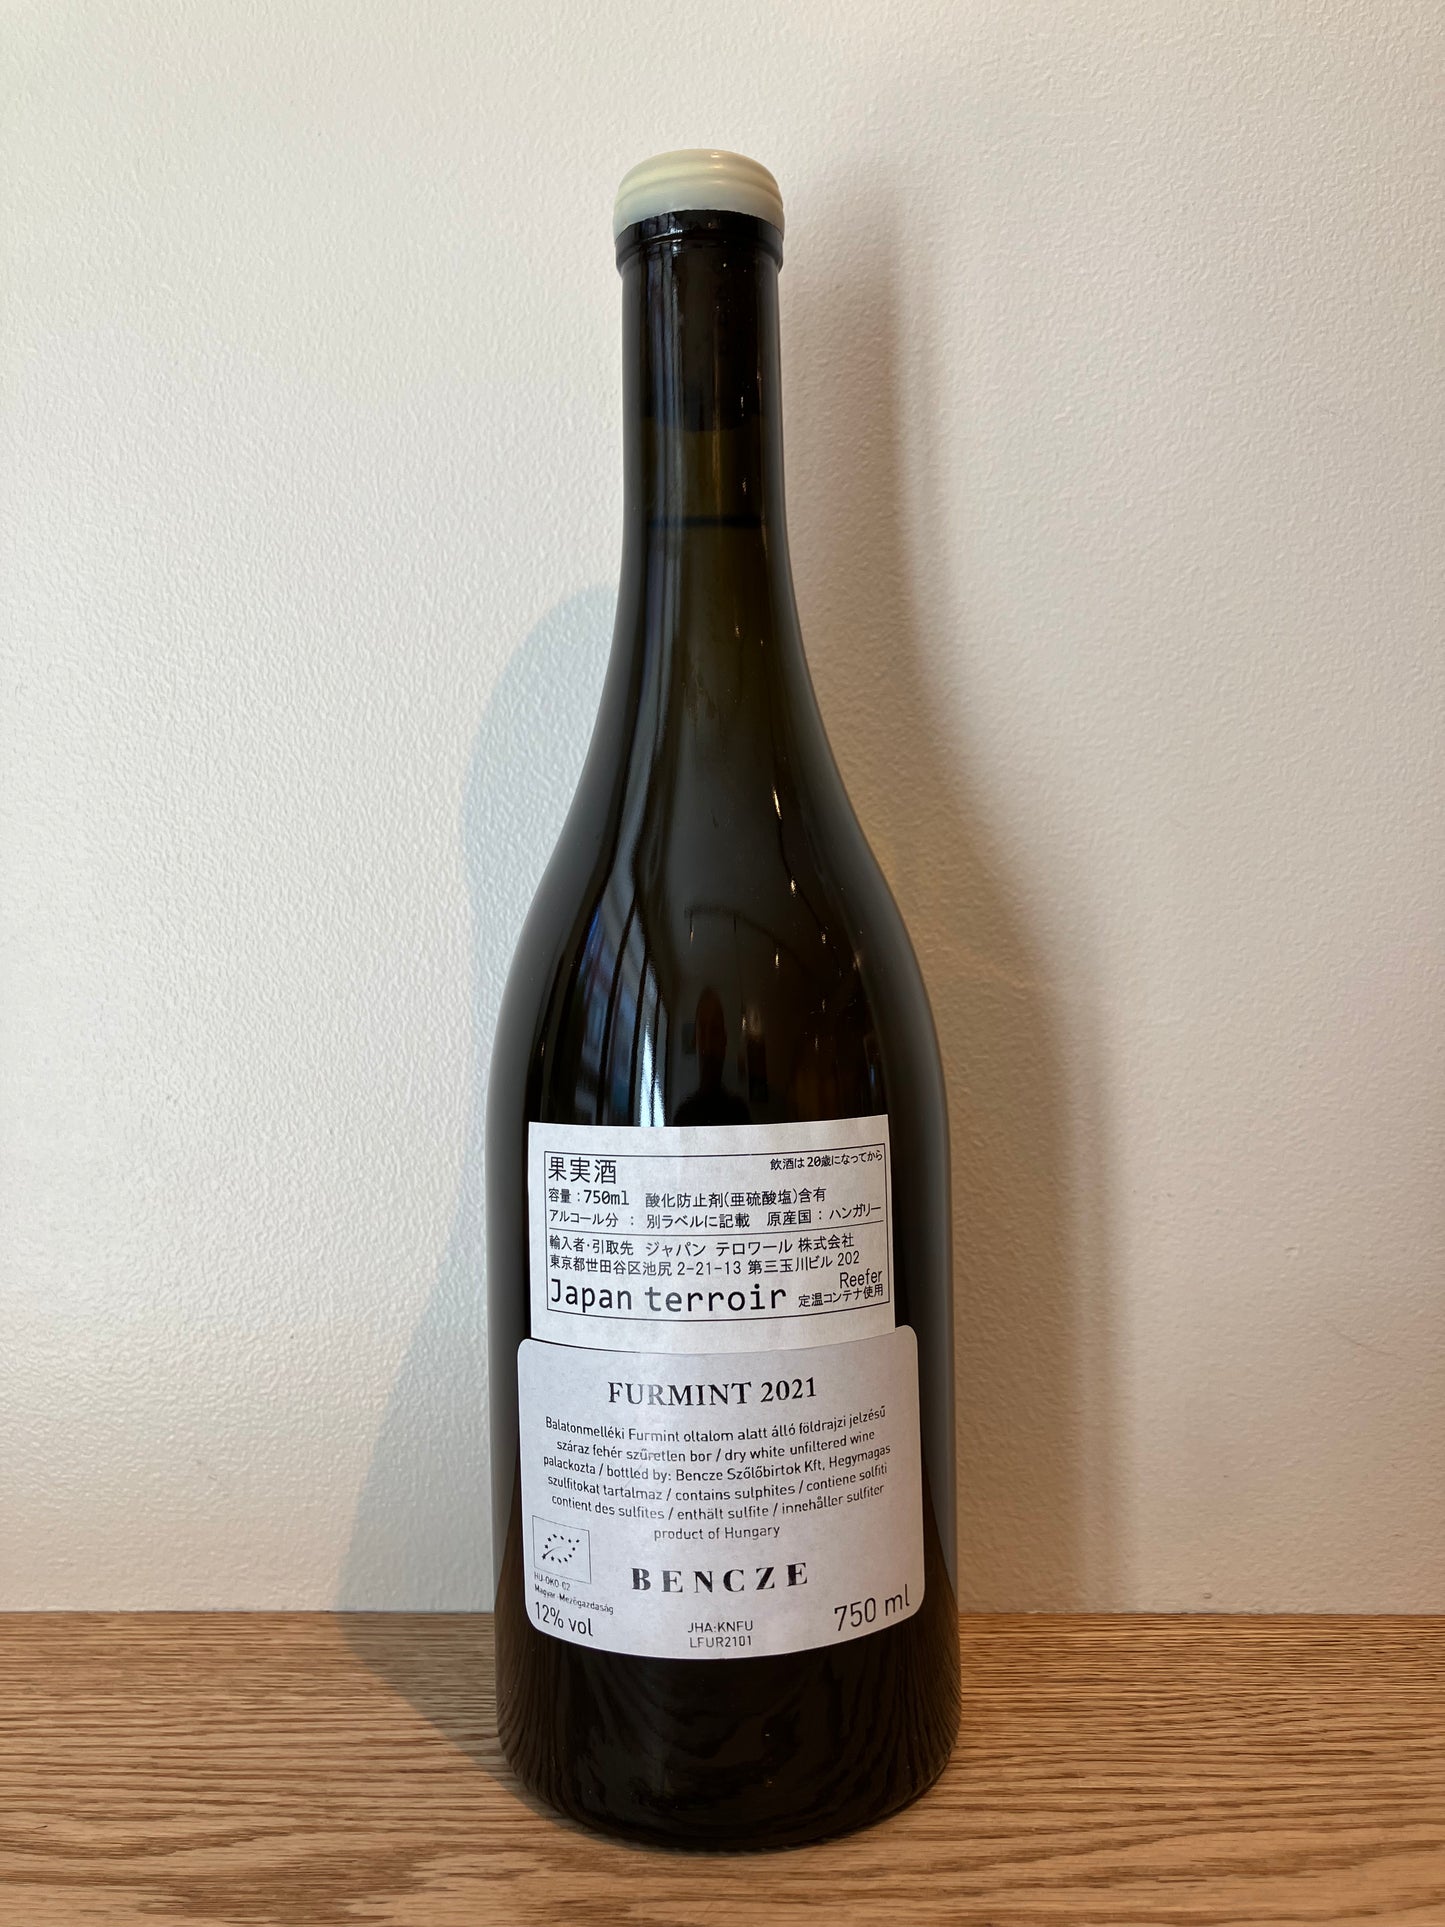 果実酒 飲酒は20歳になってから
容量:750ml 酸化防止剤(亜硫酸塩)含有
アルコール分 : 別ラベルに記載 原産国 : ハンガリー
輸入者・引取先 ジャパン テロワール 株式会社
東京都世田谷区池尻 2-21-13 第三玉川ビル 202
Japan terroir Reefer
定温コンテナ使用
FURMINT 2021
Balatonmelléki Furmint oltalom alatt álló földrajzi jelzésű
száraz fehér szűretlen bor / dry white unfiltered wine
palackozta / bottled by: Bencze Szőlőbirtok Kft, Hegymagas
szulfitokat tartalmaz / contains sulphites / contiene solfiti
contient des sulfites / enthält sulfite / innehåller sulfiter
product of Hungary
BENCZE
HU-ÖKO-02
Magyar Mezőgazdaság
12% vol
JHA:KNFU
LFUR2101
750 ml